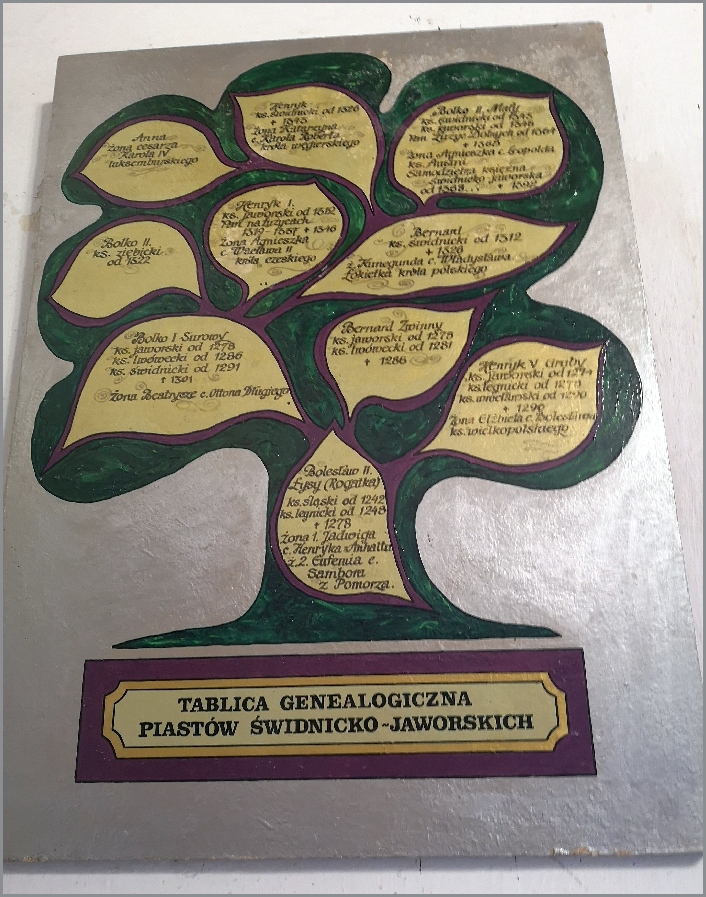 Anna
żona cesarza
Karola IV
luksemburskiego
Henryk
ks. świdnicki od 1326
† 1345
żona Katarzyna
c. Karola Roberta
króla węgierskiego
Bolko II Mały
ks. świdnicki od
ks. jaworski od 1346
Pan Łużyc Dolnych od 1364
† 1368
żona Agnieszka c. Leopolda
ks. Austrii
Samodzielna księżna
świdnicko jaworska
od 1368... † 1392
Bolko II.
ks. ziębicki
od 1322
Henryk I.
ks. jaworski od 1312
Pan na Łużycach
1319-1337 † 1346
żona Agnieszka
c. Wacława II
króla czeskiego
Bernard
ks. świdnicki od 1312
† 1326
ż. Kunegunda c. Władysława
Łokietka króla polskiego
Bolko I Surowy
ks. jaworski od 1278
ks. lwówecki od 1286
ks. świdnicki od 1291
† 1301
żona Beatrycze c. Ottona Długiego
Bernard Zwinny
ks. jaworski od 1278
ks. lwówecki od 1281
† 1286
Henryk V Gruby
ks. jaworski od 1274
ks. legnicki od
ks. wrocławski od 1290
† 1296
żona Elżbieta c. Bolesława
ks. wielkopolskiego
Bolesław II.
Łysy (Rogatka)
ks. śląski od 1242
ks. legnicki od 1248
† 1278
żona 1. Jadwiga
c. Henryka Anhaltu
ż. 2. Eufemia c.
Sambora
z Pomorza.
TABLICA GENEALOGICZNA
PIASTÓW ŚWIDNICKO-JAWORSKICH